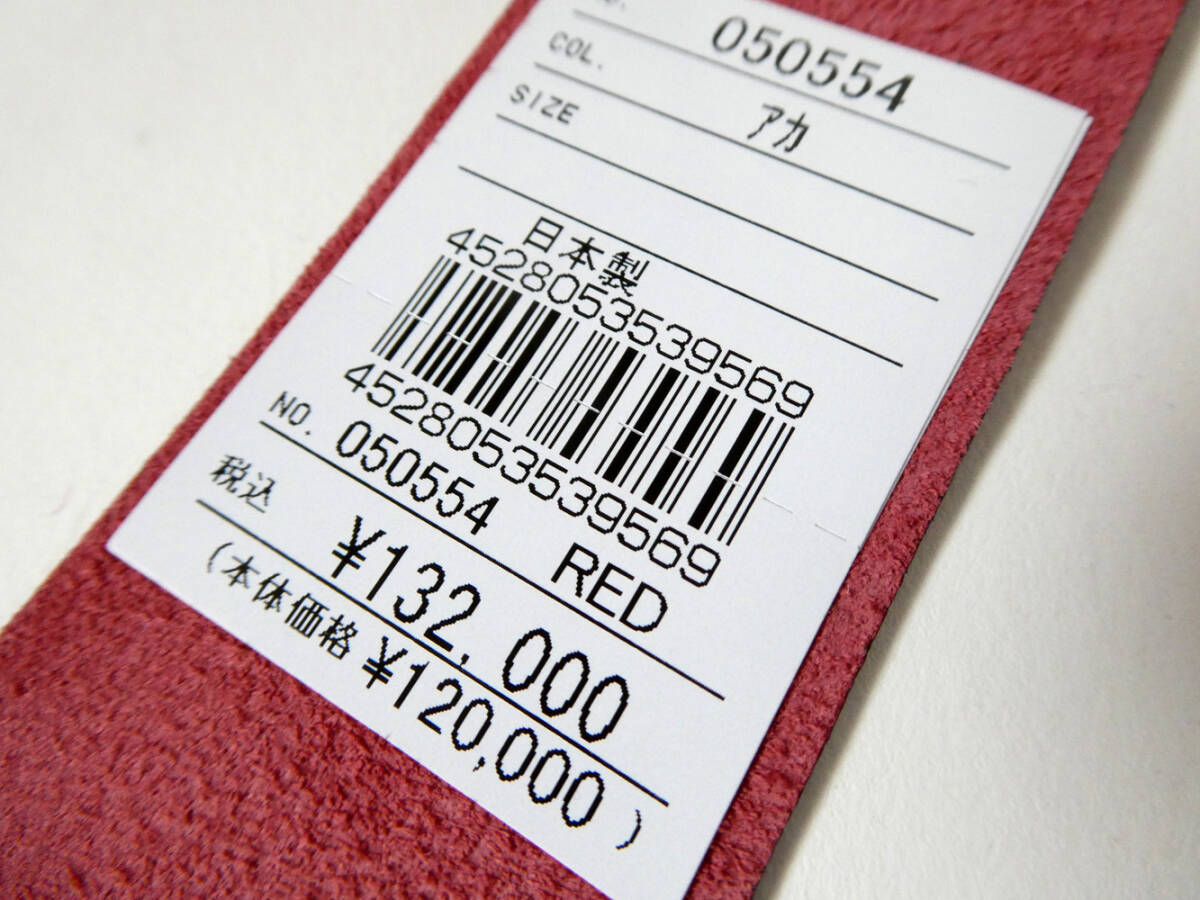 050554
COL. アカ
SIZE
日本製
4528053539569
4528053539569
NO. 050554 RED
税込 ¥132,000
(本体価格 ¥120,000)